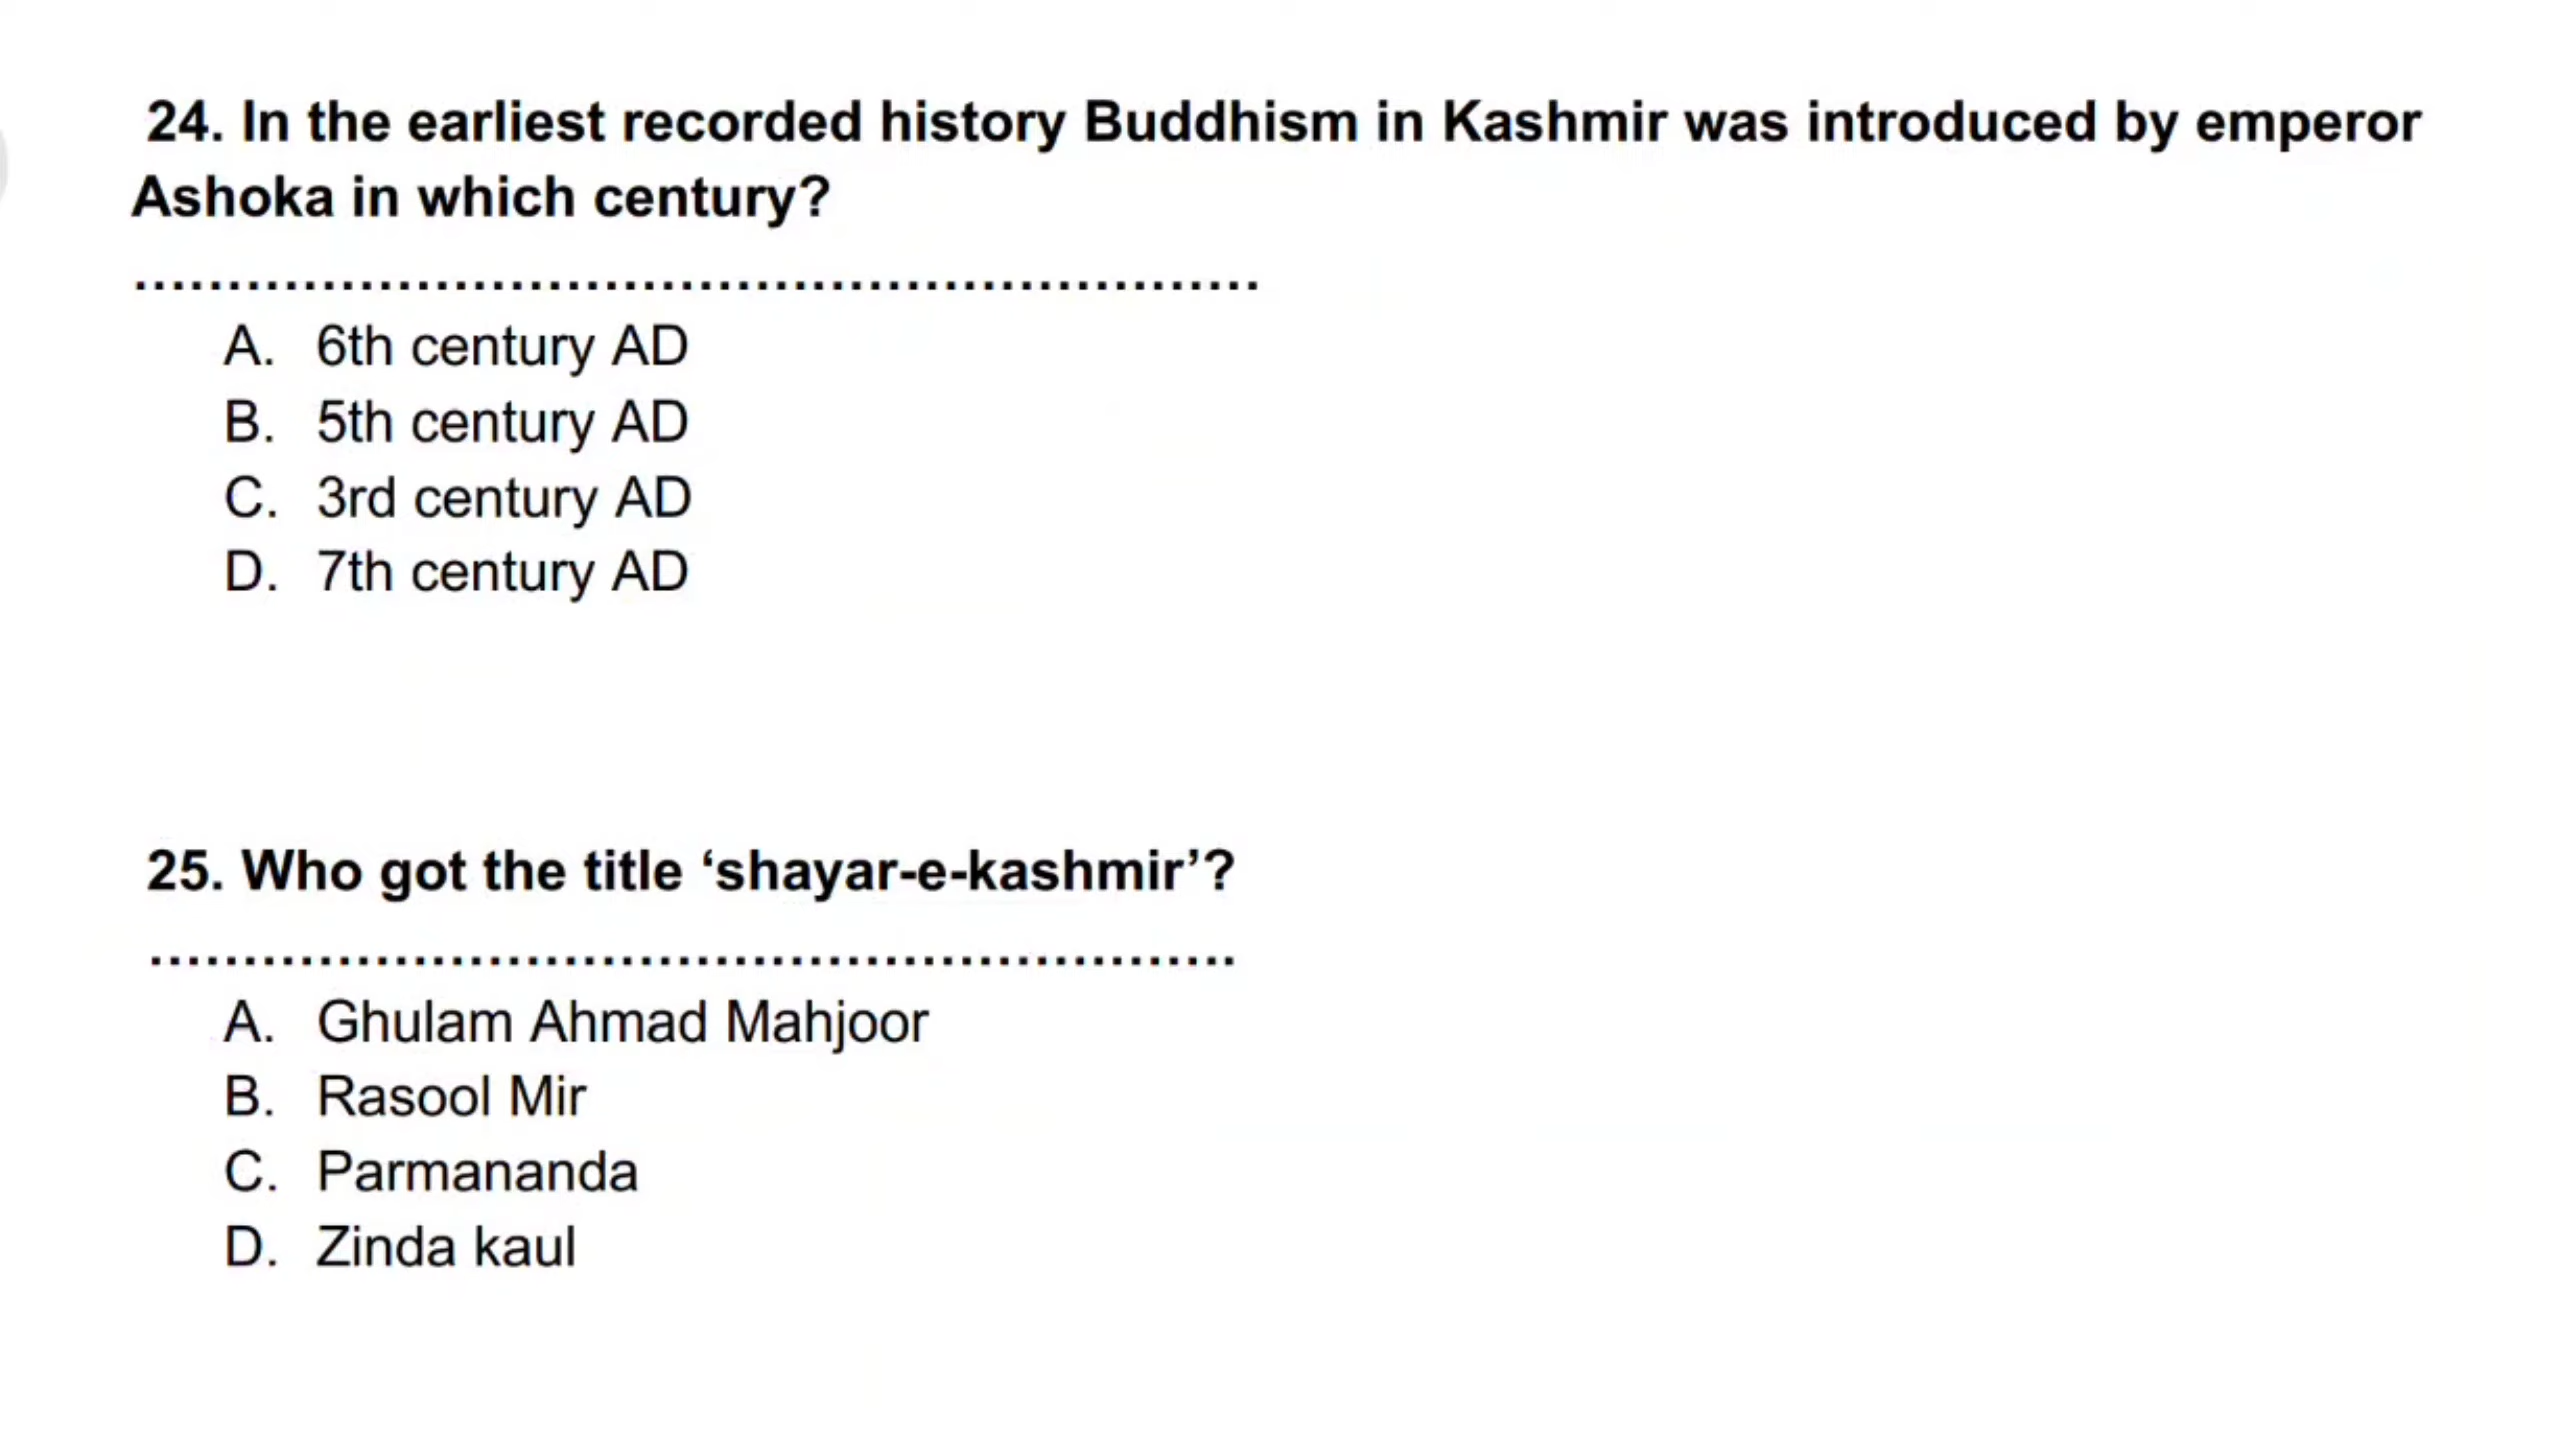 24. In the earliest recorded history Buddhism in Kashmir was introduced by emperor
Ashoka in which century?
............................................................
A. 6th century AD
B. 5th century AD
C. 3rd century AD
D. 7th century AD
25. Who got the title ‘shayar-e-kashmir’?
..........................................................
A. Ghulam Ahmad Mahjoor
B. Rasool Mir
C. Parmananda
D. Zinda kaul